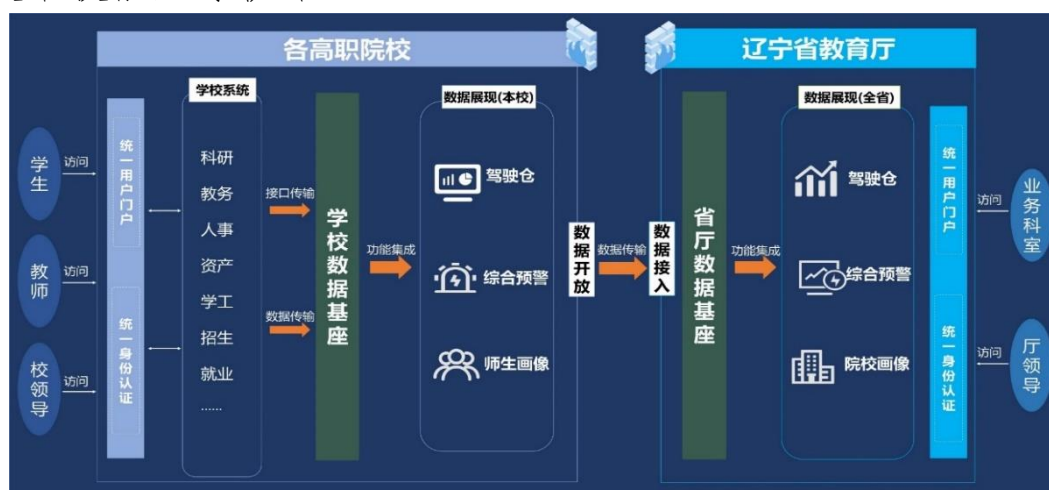 各高职院校
辽宁省教育厅
学校系统
数据展现(本校)
数据展现(全省)
学生
访问
教师
访问
校领导
访问
统一用户门户
统一身份认证
科研
教务
人事
资产
学工
招生
就业
......
接口传输
数据传输
学校数据基座
功能集成
驾驶仓
综合预警
师生画像
数据开放
数据传输
数据接入
省厅数据基座
功能集成
驾驶仓
综合预警
院校画像
统一用户门户
统一身份认证
访问
业务科室
访问
厅领导